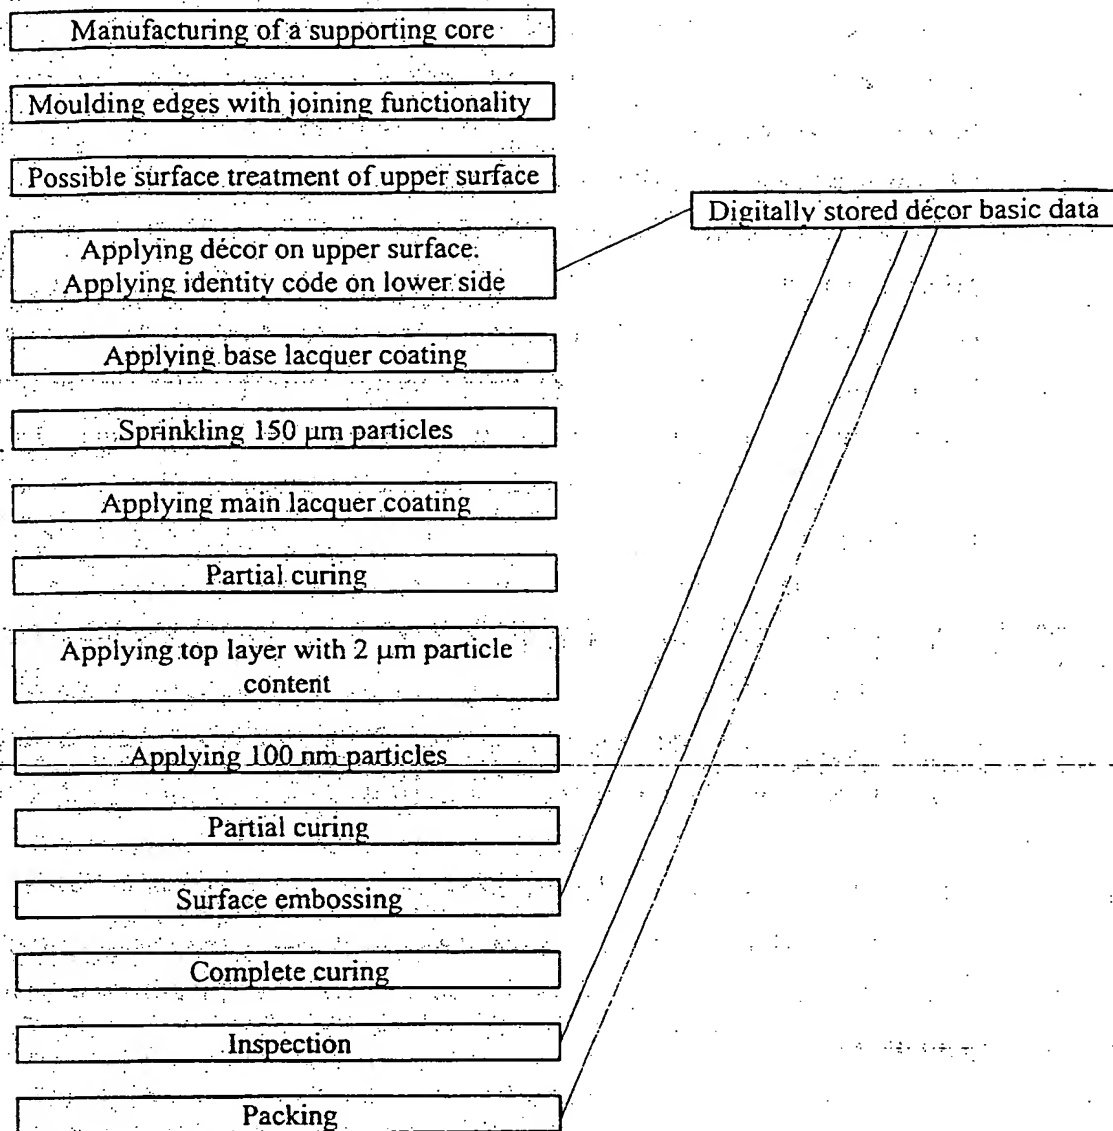 Manufacturing of a supporting core
Moulding edges with joining functionality
Possible surface treatment of upper surface
Digitally stored décor basic data
Applying décor on upper surface.
Applying identity code on lower side
Applying base lacquer coating
Sprinkling 150 µm particles
Applying main lacquer coating
Partial curing
Applying top layer with 2 µm particle
content
Applying 100 nm particles
Partial curing
Surface embossing
Complete curing
Inspection
Packing